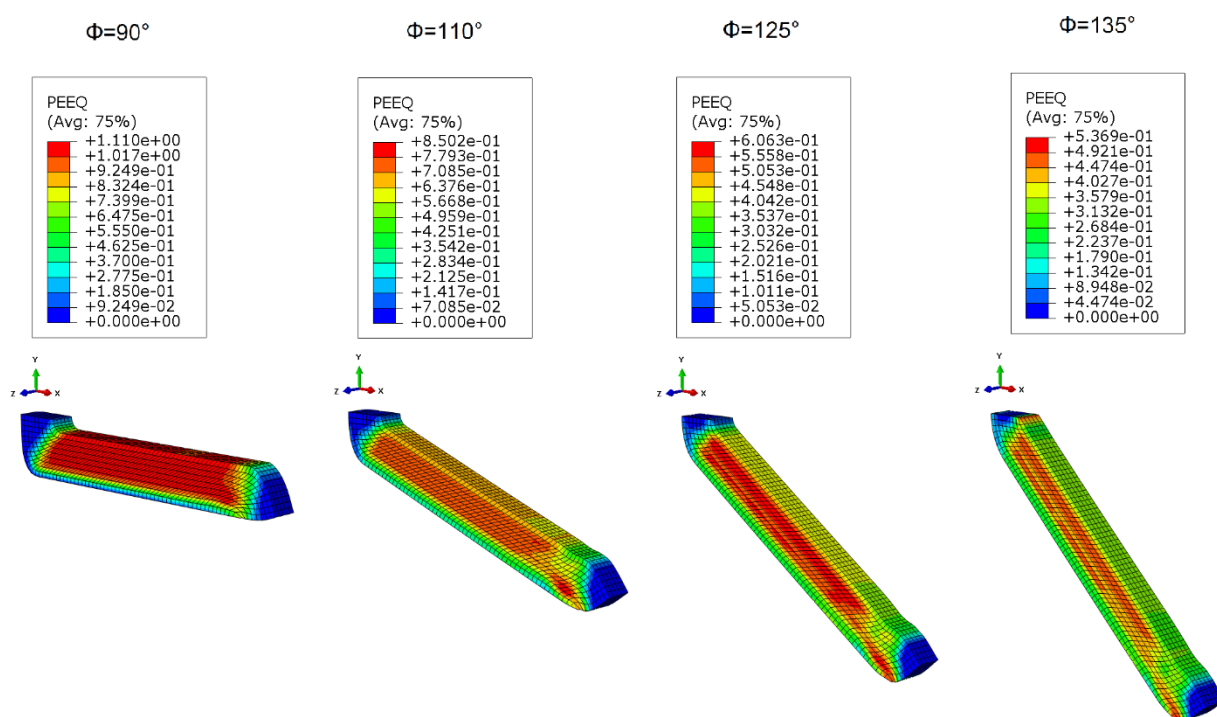 Φ=90°
Φ=110°
Φ=125°
Φ=135°
PEEQ
(Avg: 75%)
+1.110e+00
+1.017e+00
+9.249e-01
+8.324e-01
+7.399e-01
+6.475e-01
+5.550e-01
+4.625e-01
+3.700e-01
+2.775e-01
+1.850e-01
+9.249e-02
+0.000e+00
PEEQ
(Avg: 75%)
+8.502e-01
+7.793e-01
+7.085e-01
+6.376e-01
+5.668e-01
+4.959e-01
+4.251e-01
+3.542e-01
+2.834e-01
+2.125e-01
+1.417e-01
+7.085e-02
+0.000e+00
PEEQ
(Avg: 75%)
+6.063e-01
+5.558e-01
+5.053e-01
+4.548e-01
+4.042e-01
+3.537e-01
+3.032e-01
+2.526e-01
+2.021e-01
+1.516e-01
+1.011e-01
+5.053e-02
+0.000e+00
PEEQ
(Avg: 75%)
+5.369e-01
+4.921e-01
+4.474e-01
+4.027e-01
+3.579e-01
+3.132e-01
+2.684e-01
+2.237e-01
+1.790e-01
+1.342e-01
+8.948e-02
+4.474e-02
+0.000e+00
Y
Z X
Y
Z X
Y
Z X
Y
Z X